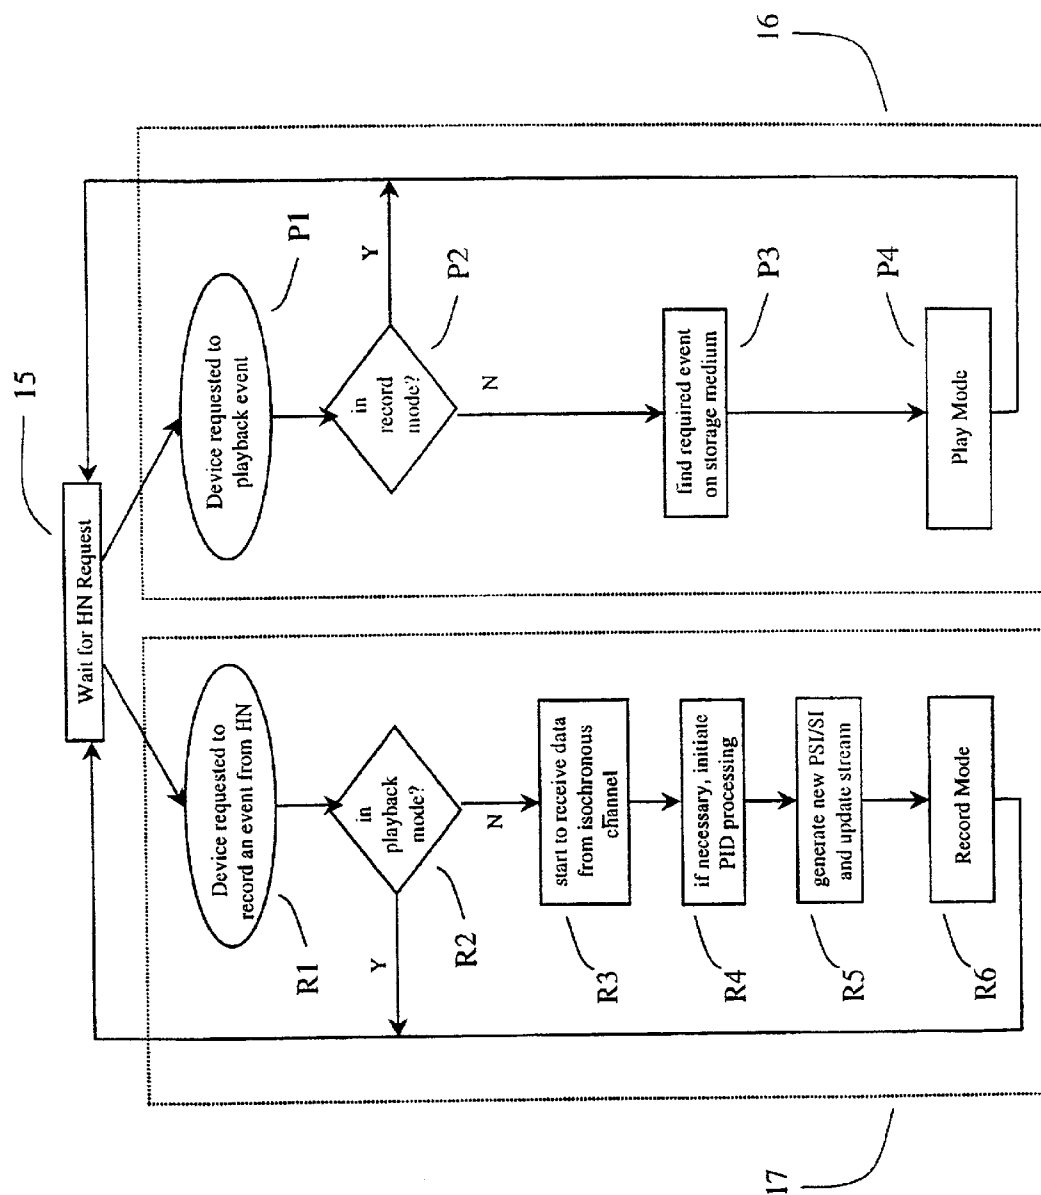 15
Wait for HN Request
17
Device requested to
record an event from HN
R1
in
playback
mode?
R2
Y
N
start to receive data
from isochronous
channel
R3
if necessary, initiate
PID processing
R4
generate new PSI/SI
and update stream
R5
Record Mode
R6
16
Device requested to
playback event
P1
in
record
mode?
P2
Y
N
find required event
on storage medium
P3
Play Mode
P4